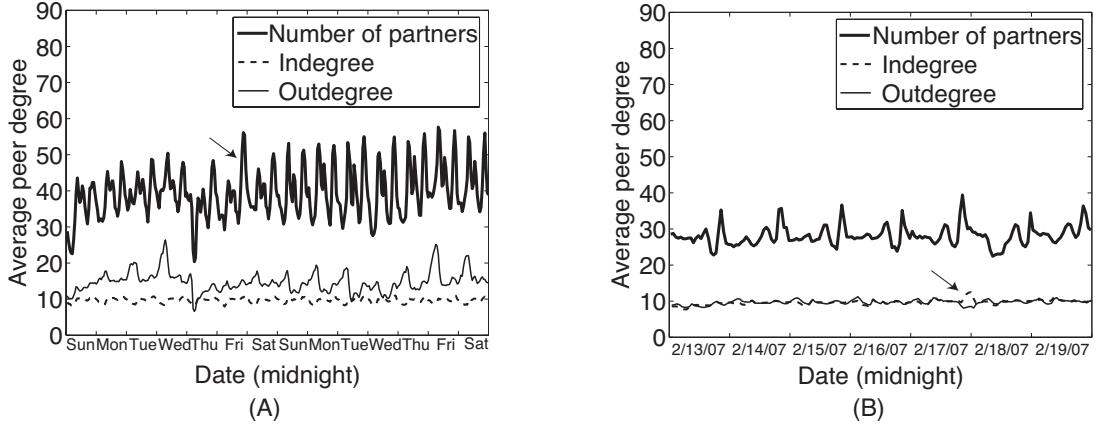 90
80
70
60
50
40
30
20
10
0
Average peer degree
Number of partners
Indegree
Outdegree
Sun Mon Tue Wed Thu Fri Sat Sun Mon Tue Wed Thu Fri Sat
Date (midnight)
(A)
90
80
70
60
50
40
30
20
10
0
Average peer degree
Number of partners
Indegree
Outdegree
2/13/07 2/14/07 2/15/07 2/16/07 2/17/07 2/18/07 2/19/07
Date (midnight)
(B)